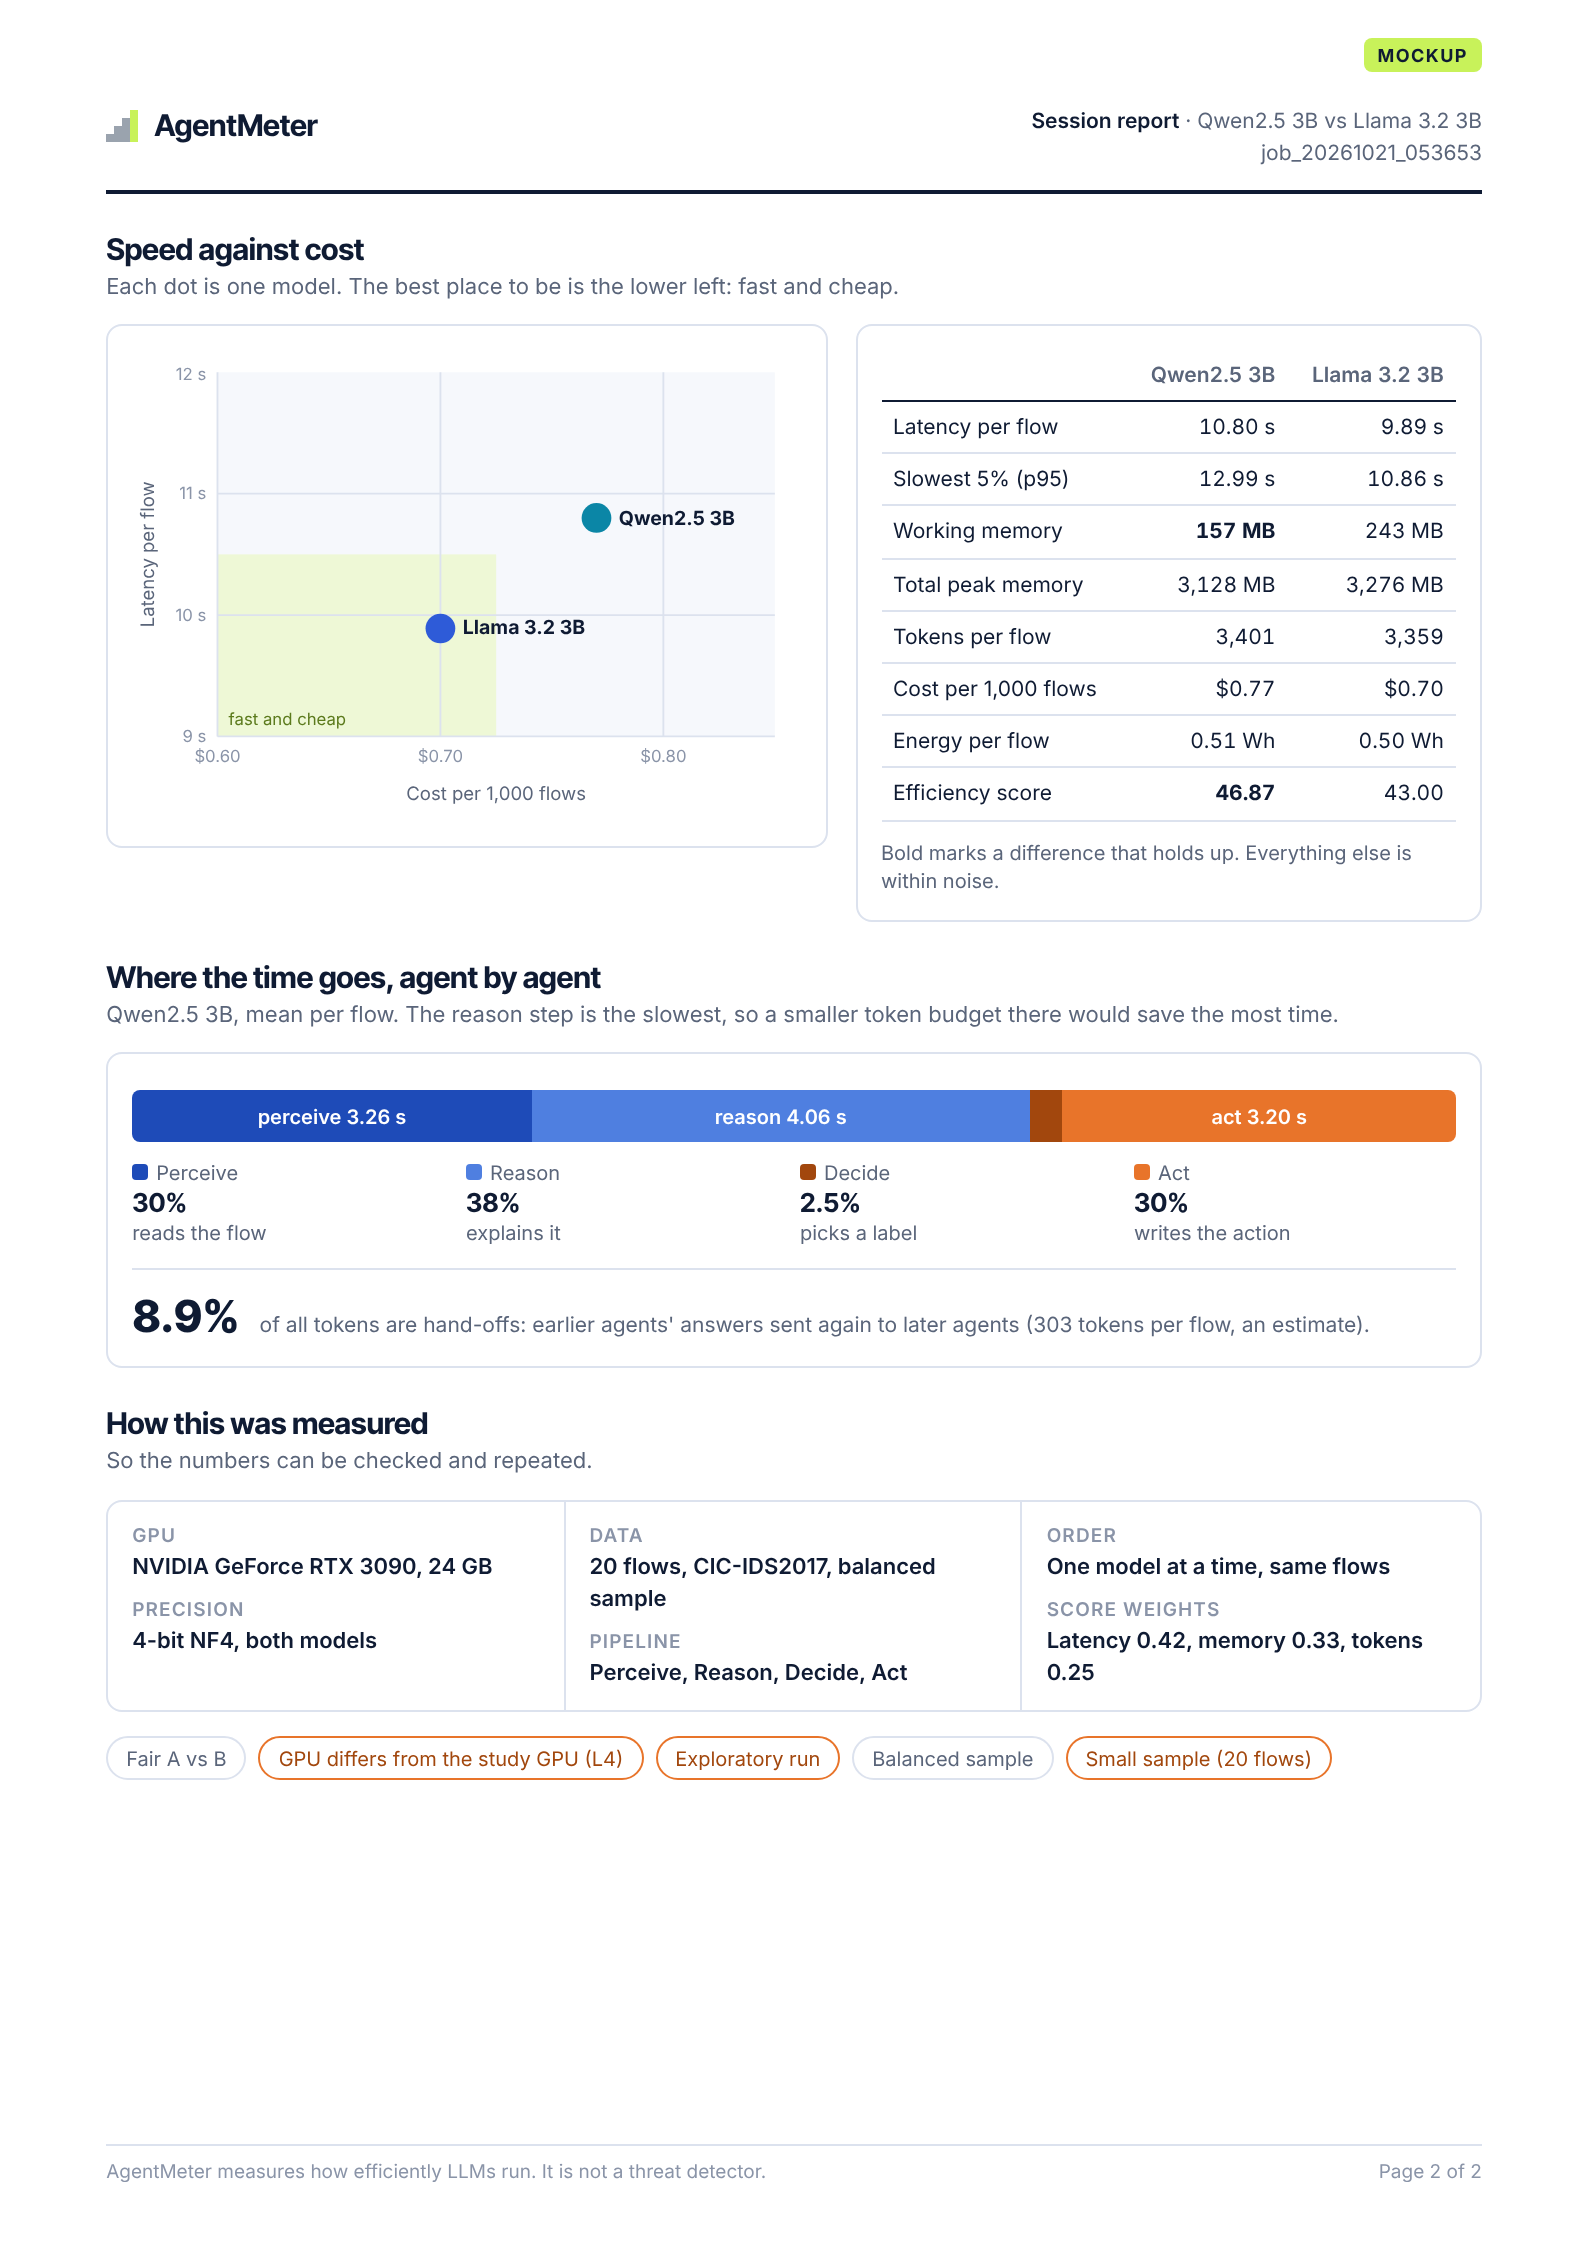 MOCKUP
AgentMeter
Session report · Qwen2.5 3B vs Llama 3.2 3B
job_20261021_053653
Speed against cost
Each dot is one model. The best place to be is the lower left: fast and cheap.
12 s
11 s
10 s
9 s
Latency per flow
Qwen2.5 3B
Llama 3.2 3B
fast and cheap
$0.60 $0.70 $0.80
Cost per 1,000 flows
Qwen2.5 3B Llama 3.2 3B
Latency per flow 10.80 s 9.89 s
Slowest 5% (p95) 12.99 s 10.86 s
Working memory 157 MB 243 MB
Total peak memory 3,128 MB 3,276 MB
Tokens per flow 3,401 3,359
Cost per 1,000 flows $0.77 $0.70
Energy per flow 0.51 Wh 0.50 Wh
Efficiency score 46.87 43.00
Bold marks a difference that holds up. Everything else is
within noise.
Where the time goes, agent by agent
Qwen2.5 3B, mean per flow. The reason step is the slowest, so a smaller token budget there would save the most time.
perceive 3.26 s reason 4.06 s act 3.20 s
Perceive Reason Decide Act
30% 38% 2.5% 30%
reads the flow explains it picks a label writes the action
8.9% of all tokens are hand-offs: earlier agents' answers sent again to later agents (303 tokens per flow, an estimate).
How this was measured
So the numbers can be checked and repeated.
GPU
NVIDIA GeForce RTX 3090, 24 GB
PRECISION
4-bit NF4, both models
DATA
20 flows, CIC-IDS2017, balanced
sample
PIPELINE
Perceive, Reason, Decide, Act
ORDER
One model at a time, same flows
SCORE WEIGHTS
Latency 0.42, memory 0.33, tokens
0.25
Fair A vs B GPU differs from the study GPU (L4) Exploratory run Balanced sample Small sample (20 flows)
AgentMeter measures how efficiently LLMs run. It is not a threat detector. Page 2 of 2